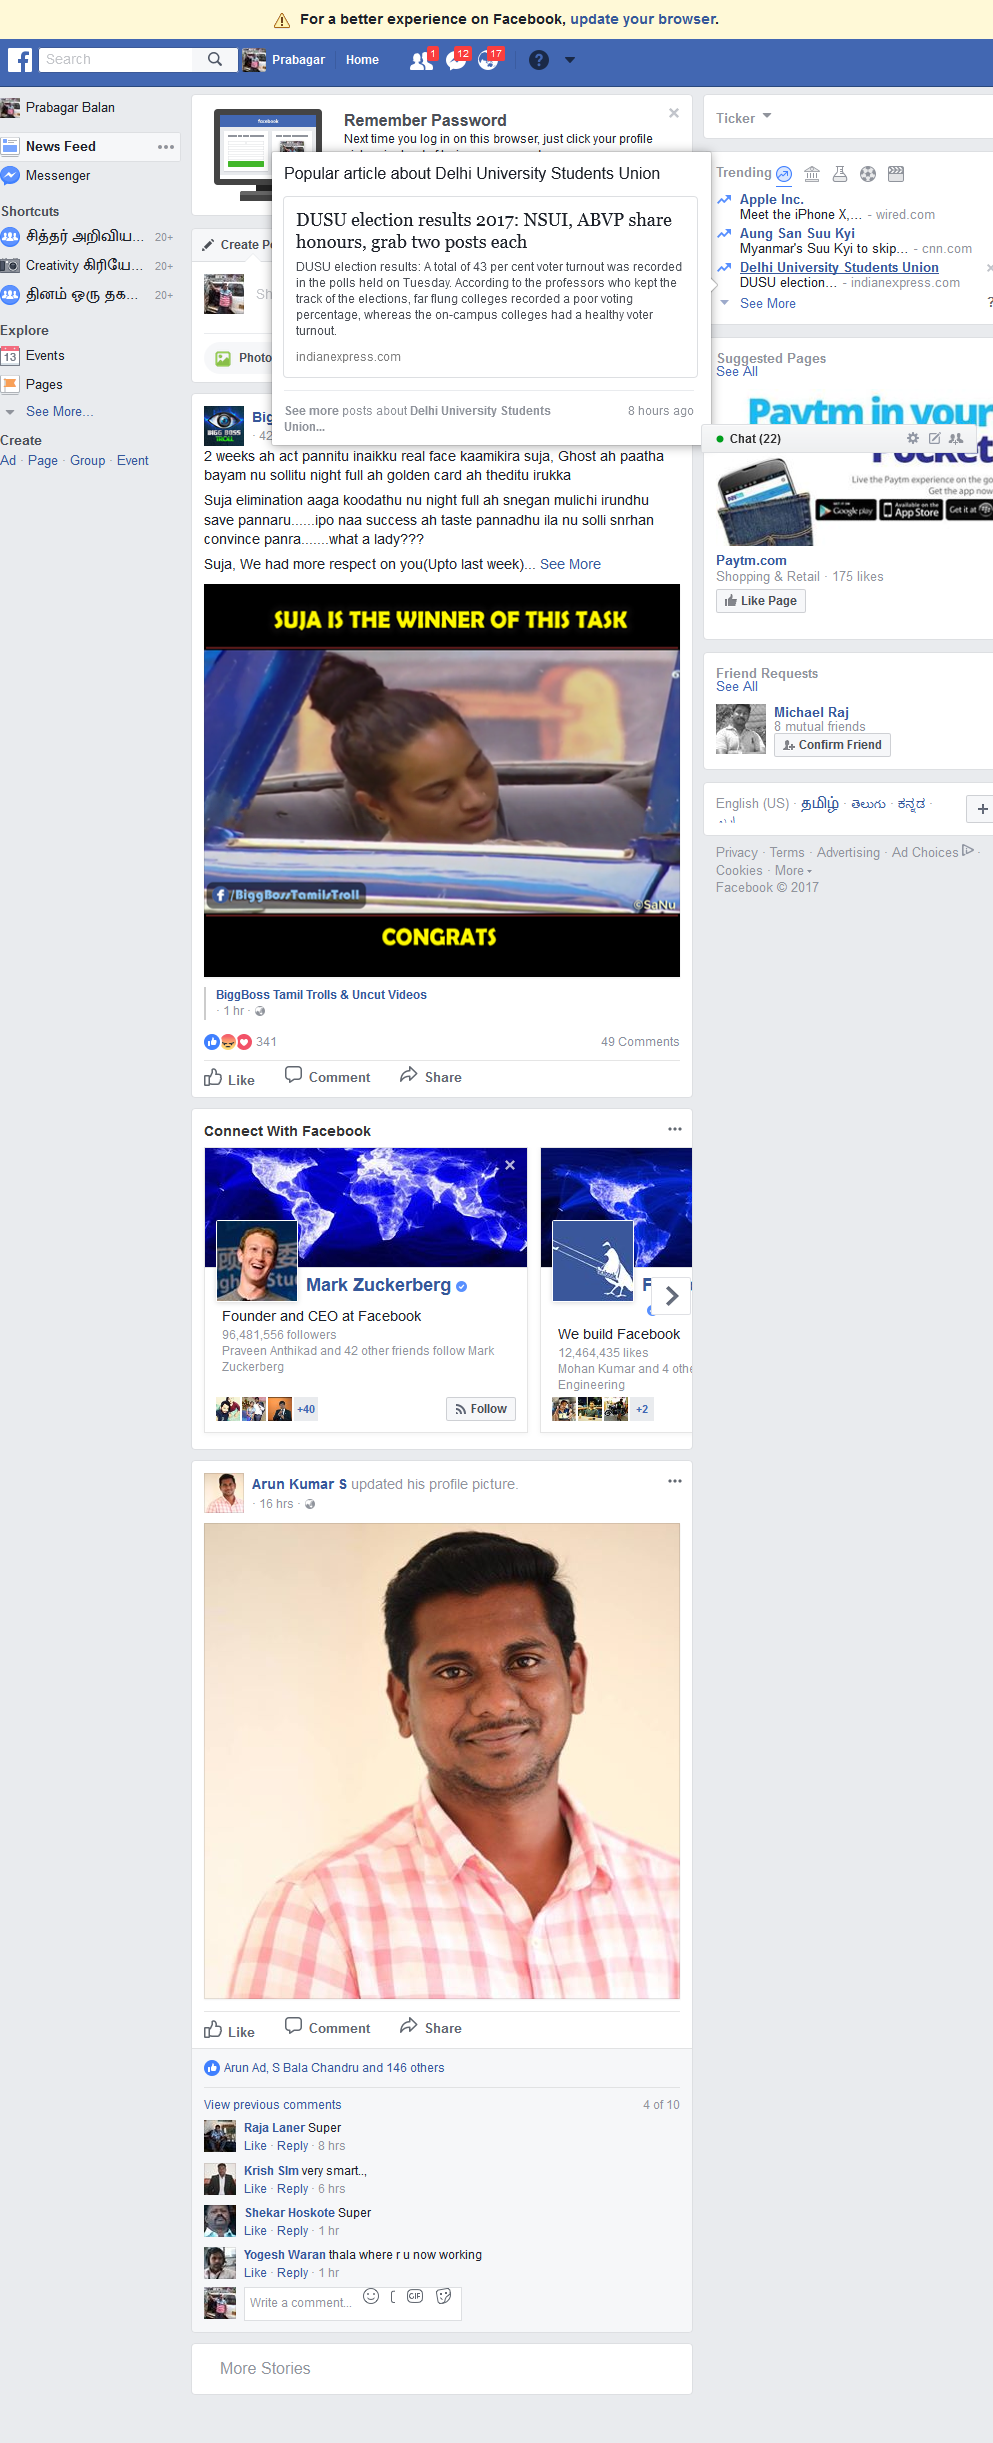 For a better experience on Facebook, update your browser.
Search
Prabagar
Home
1
12
17
?
Prabagar Balan
News Feed
Messenger
Shortcuts
சித்தர் அறிவிய... 20+
Creativity கிரியே... 20+
தினம் ஒரு தக... 20+
Explore
13 Events
Pages
See More...
Create
Ad · Page · Group · Event
facebook
Remember Password
Next time you log in on this browser, just click your profile
Create P
Sh
Photo
Popular article about Delhi University Students Union
DUSU election results 2017: NSUI, ABVP share
honours, grab two posts each
DUSU election results: A total of 43 per cent voter turnout was recorded
in the polls held on Tuesday. According to the professors who kept the
track of the elections, far flung colleges recorded a poor voting
percentage, whereas the on-campus colleges had a healthy voter
turnout.
indianexpress.com
See more posts about Delhi University Students
Union...
8 hours ago
BIGG BOSS
TROLL
Big
· 42
2 weeks ah act pannitu inaikku real face kaamikira suja, Ghost ah paatha
bayam nu sollitu night full ah golden card ah theditu irukka
Suja elimination aaga koodathu nu night full ah snegan mulichi irundhu
save pannaru......ipo naa success ah taste pannadhu ila nu solli snrhan
convince panra.......what a lady???
Suja, We had more respect on you(Upto last week)... See More
SUJA IS THE WINNER OF THIS TASK
f /BiggBossTamilsTroll
©SaNu
CONGRATS
BiggBoss Tamil Trolls & Uncut Videos
· 1 hr ·
341
49 Comments
Like
Comment
Share
Connect With Facebook
Mark Zuckerberg
Founder and CEO at Facebook
96,481,556 followers
Praveen Anthikad and 42 other friends follow Mark
Zuckerberg
+40
Follow
F
We build Facebook
12,464,435 likes
Mohan Kumar and 4 othe
Engineering
+2
Arun Kumar S updated his profile picture.
· 16 hrs ·
Like
Comment
Share
Arun Ad, S Bala Chandru and 146 others
View previous comments
4 of 10
Raja Laner Super
Like · Reply · 8 hrs
Krish Slm very smart..,
Like · Reply · 6 hrs
Shekar Hoskote Super
Like · Reply · 1 hr
Yogesh Waran thala where r u now working
Like · Reply · 1 hr
Write a comment...
GIF
More Stories
Ticker
Trending
Apple Inc.
Meet the iPhone X,... - wired.com
Aung San Suu Kyi
Myanmar's Suu Kyi to skip... - cnn.com
Delhi University Students Union
DUSU election... - indianexpress.com
See More
?
Suggested Pages
See All
Paytm in your
Chat (22)
Pocket
Live the Paytm experience on the go
Get the app now
Google play
Available on the
App Store
Get it at
Paytm.com
Shopping & Retail · 175 likes
Like Page
Friend Requests
See All
Michael Raj
8 mutual friends
Confirm Friend
English (US) · தமிழ் · తెలుగు · ಕನ್ನಡ ·
Privacy · Terms · Advertising · Ad Choices ·
Cookies · More
Facebook © 2017